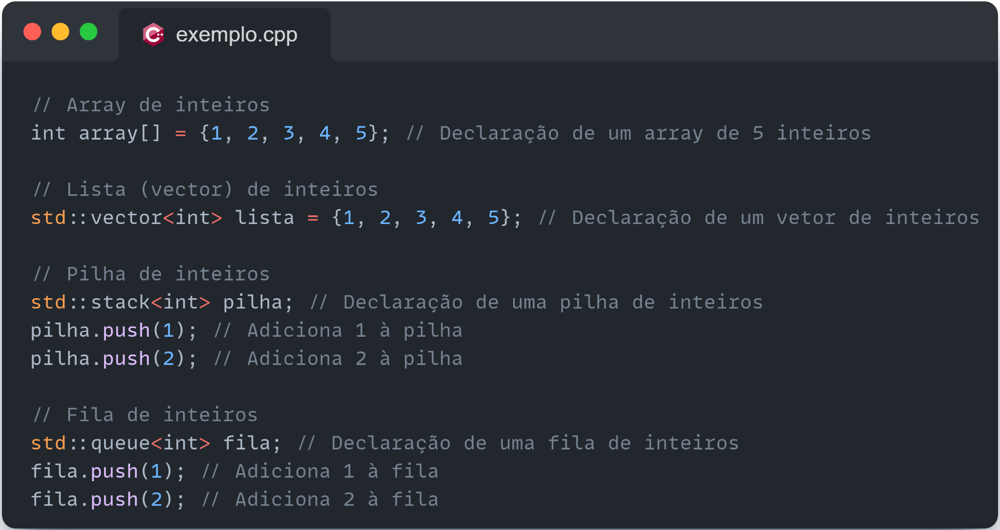 exemplo.cpp
// Array de inteiros
int array[] = {1, 2, 3, 4, 5}; // Declaração de um array de 5 inteiros
// Lista (vector) de inteiros
std::vector<int> lista = {1, 2, 3, 4, 5}; // Declaração de um vetor de inteiros
// Pilha de inteiros
std::stack<int> pilha; // Declaração de uma pilha de inteiros
pilha.push(1); // Adiciona 1 à pilha
pilha.push(2); // Adiciona 2 à pilha
// Fila de inteiros
std::queue<int> fila; // Declaração de uma fila de inteiros
fila.push(1); // Adiciona 1 à fila
fila.push(2); // Adiciona 2 à fila